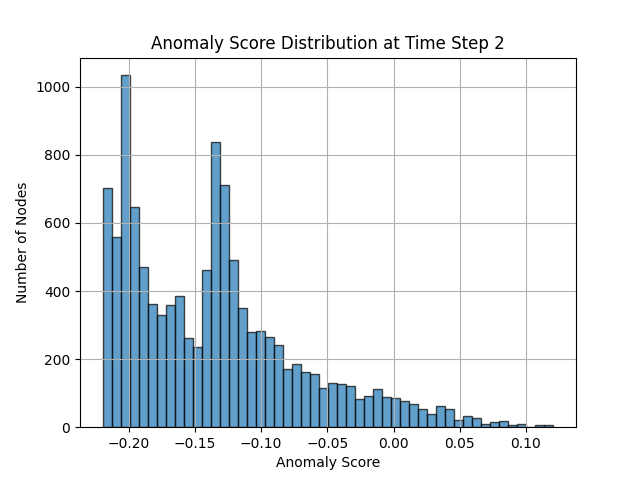 Anomaly Score Distribution at Time Step 2
Number of Nodes
1000
800
600
400
200
0
−0.20 −0.15 −0.10 −0.05 0.00 0.05 0.10
Anomaly Score